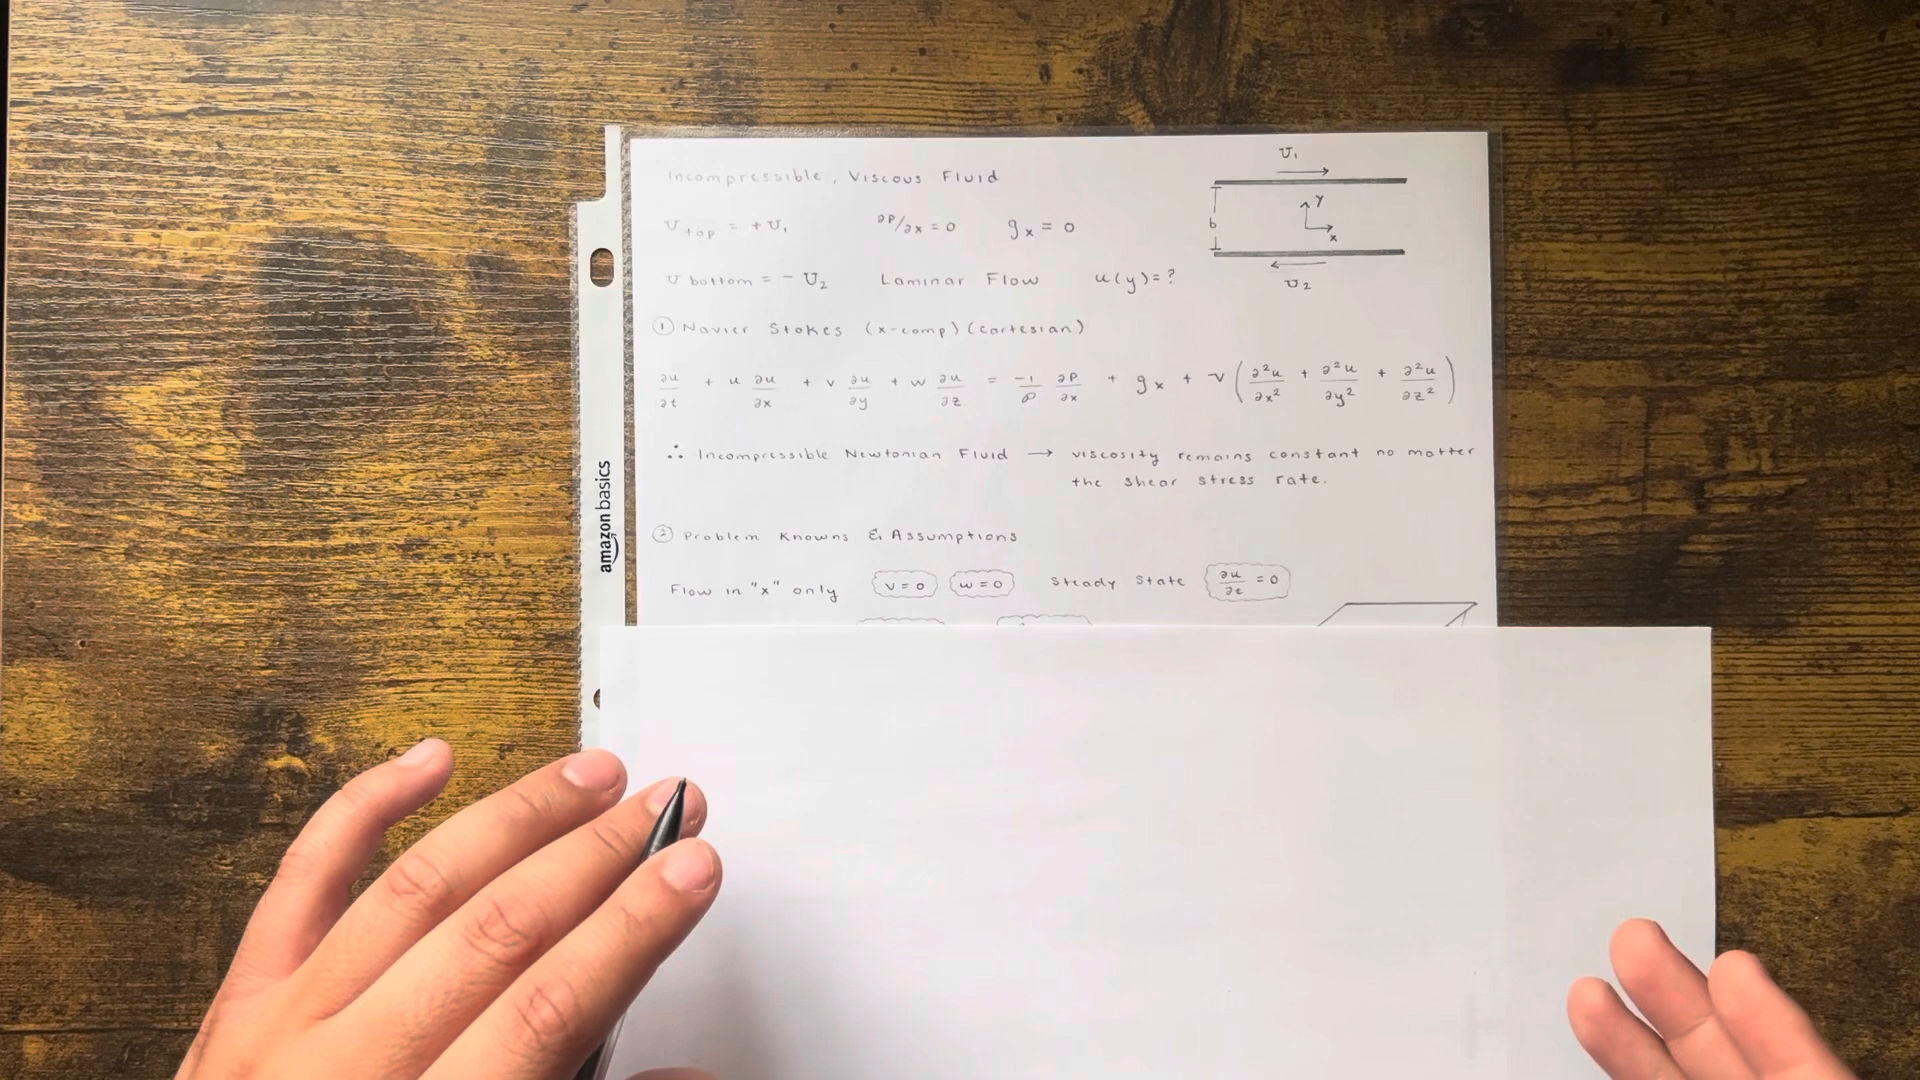 Incompressible, Viscous Fluid
U top = +U₁ ∂P/∂x = 0 gx = 0
U bottom = - U₂ Laminar Flow u(y) = ?
U₁
b
y
x
U₂
① Navier Stokes (x-comp) (Cartesian)
∂u/∂t + u ∂u/∂x + v ∂u/∂y + w ∂u/∂z = -1/ρ ∂P/∂x + gx + ν (∂²u/∂x² + ∂²u/∂y² + ∂²u/∂z²)
∴ Incompressible Newtonian Fluid → viscosity remains constant no matter
the shear stress rate.
② Problem Knowns & Assumptions
Flow in "x" only v = 0 w = 0 Steady State ∂u/∂t = 0
amazon basics